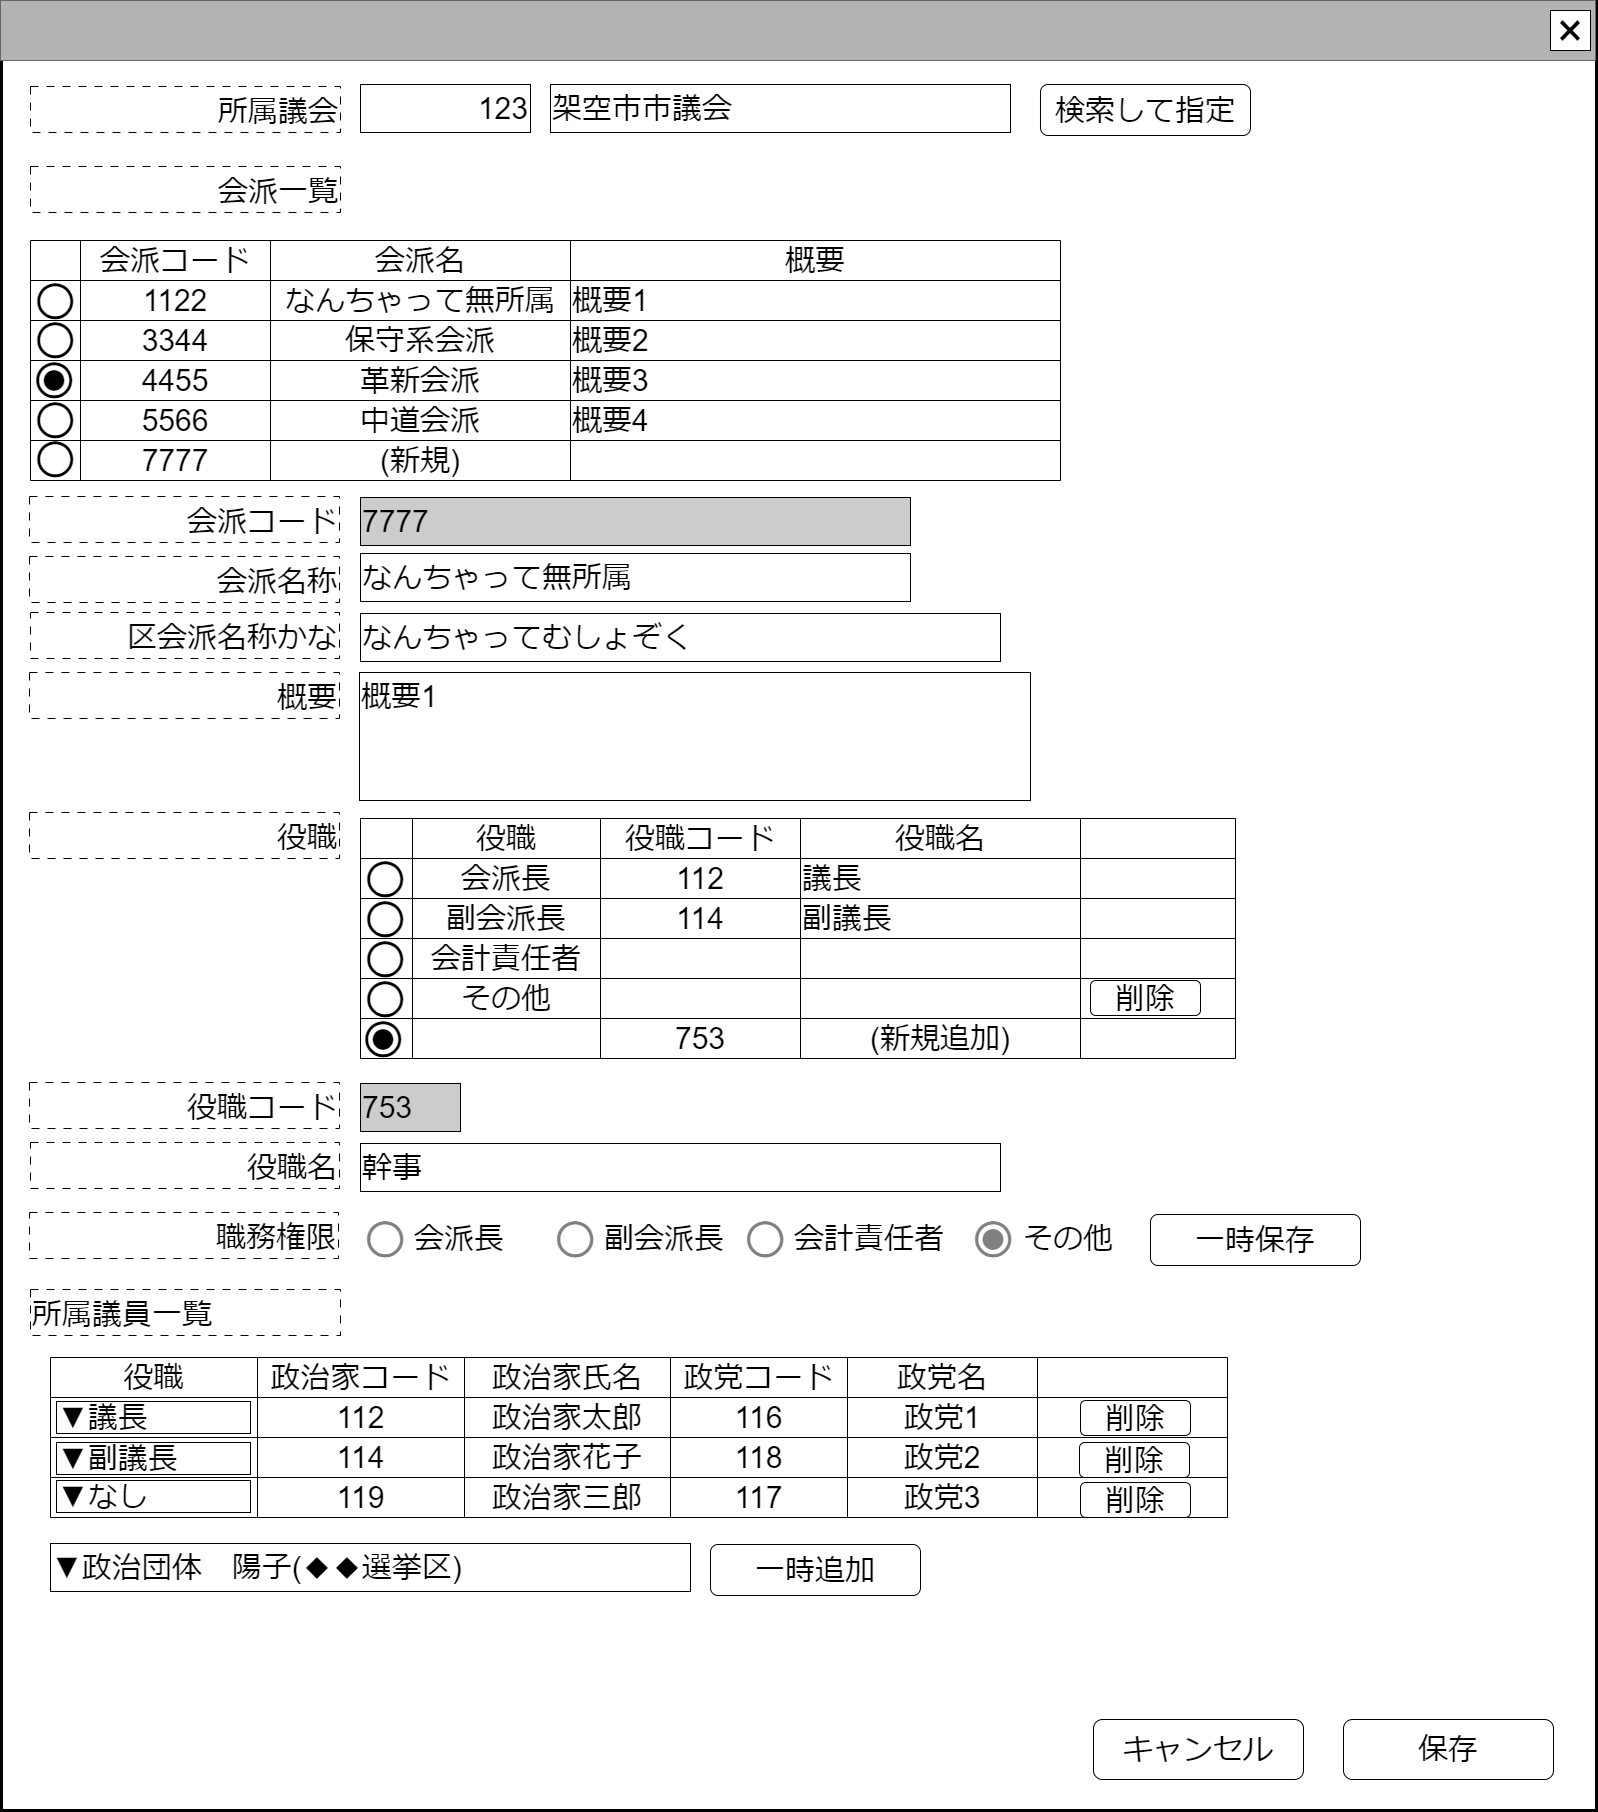 所属議会 123 架空市市議会 検索して指定
会派一覧
会派コード 会派名 概要
1122 なんちゃって無所属 概要1
3344 保守系会派 概要2
4455 革新会派 概要3
5566 中道会派 概要4
7777 (新規)
会派コード 7777
会派名称 なんちゃって無所属
区会派名称かな なんちゃってむしょぞく
概要 概要1
役職
役職 役職コード 役職名
会派長 112 議長
副会派長 114 副議長
会計責任者
その他 削除
753 (新規追加)
役職コード 753
役職名 幹事
職務権限 会派長 副会派長 会計責任者 その他 一時保存
所属議員一覧
役職 政治家コード 政治家氏名 政党コード 政党名
▼議長 112 政治家太郎 116 政党1 削除
▼副議長 114 政治家花子 118 政党2 削除
▼なし 119 政治家三郎 117 政党3 削除
▼政治団体　陽子(◆◆選挙区) 一時追加
キャンセル 保存